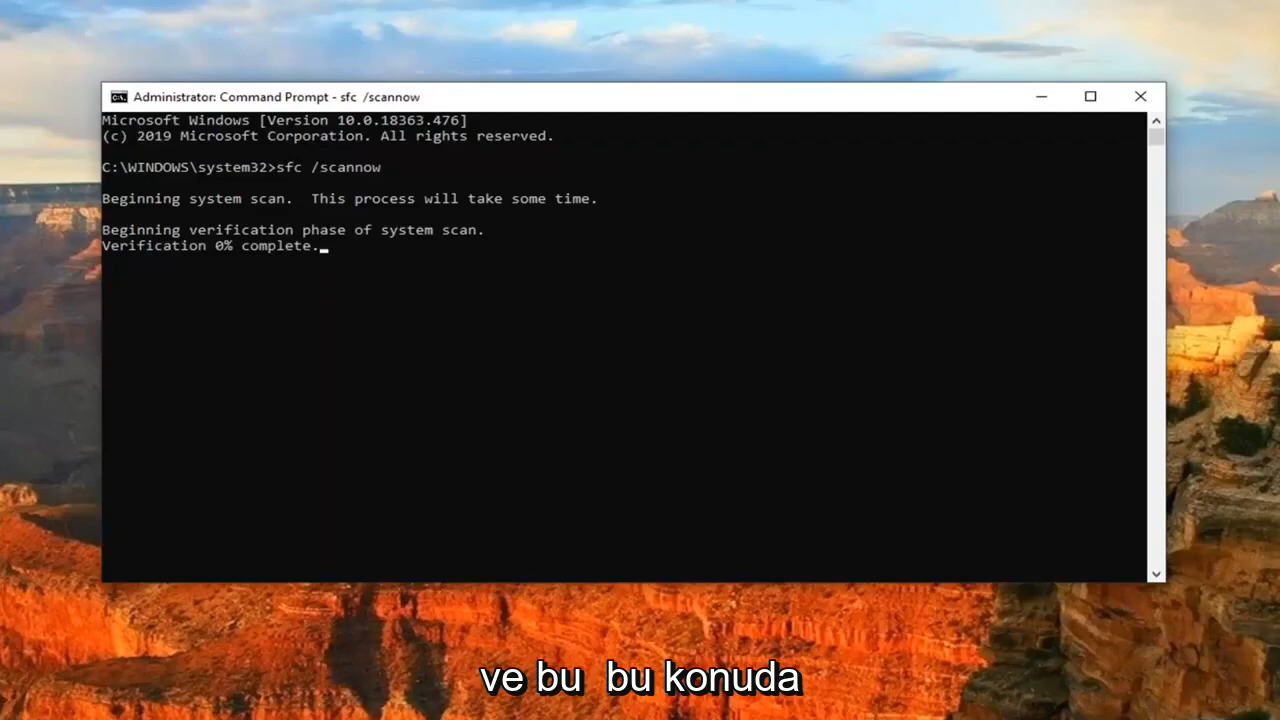 Administrator: Command Prompt - sfc  /scannow
Microsoft Windows [Version 10.0.18363.476]
(c) 2019 Microsoft Corporation. All rights reserved.
C:\WINDOWS\system32>sfc /scannow
Beginning system scan.  This process will take some time.
Beginning verification phase of system scan.
Verification 0% complete.
ve bu  bu konuda